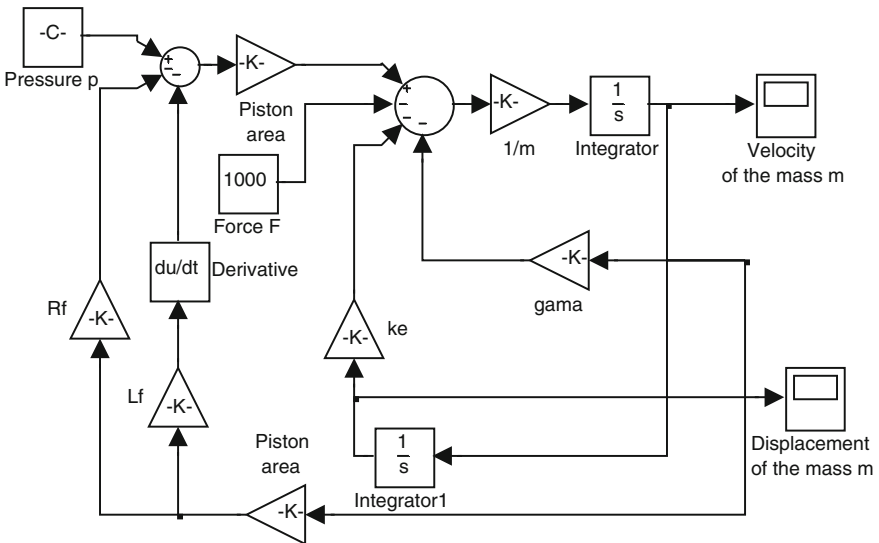 -C-
Pressure p
+
-
-
-K-
Piston
area
1000
Force F
+
-
-
-
-K-
1/m
1
s
Integrator
Velocity
of the mass m
du/dt
Derivative
-K-
gama
Rf
-K-
-K-
ke
Lf
-K-
Displacement
of the mass m
1
s
Integrator1
Piston
area
-K-